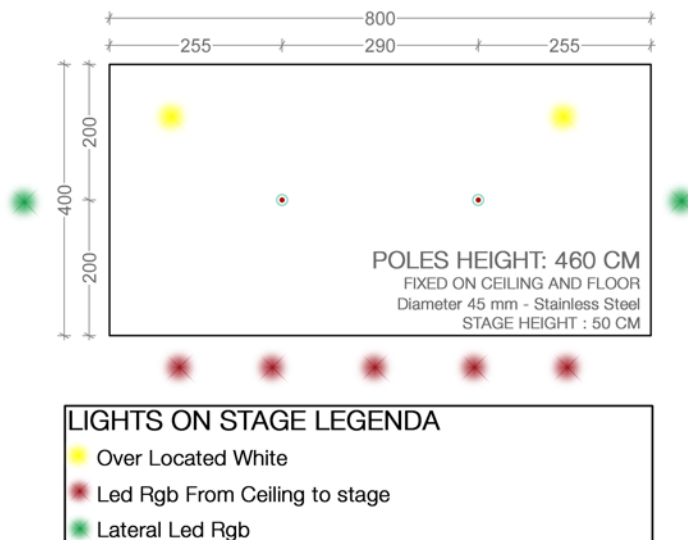 800
255
290
255
200
400
200
POLES HEIGHT: 460 CM
FIXED ON CEILING AND FLOOR
Diameter 45 mm - Stainless Steel
STAGE HEIGHT : 50 CM
LIGHTS ON STAGE LEGENDA
Over Located White
Led Rgb From Ceiling to stage
Lateral Led Rgb